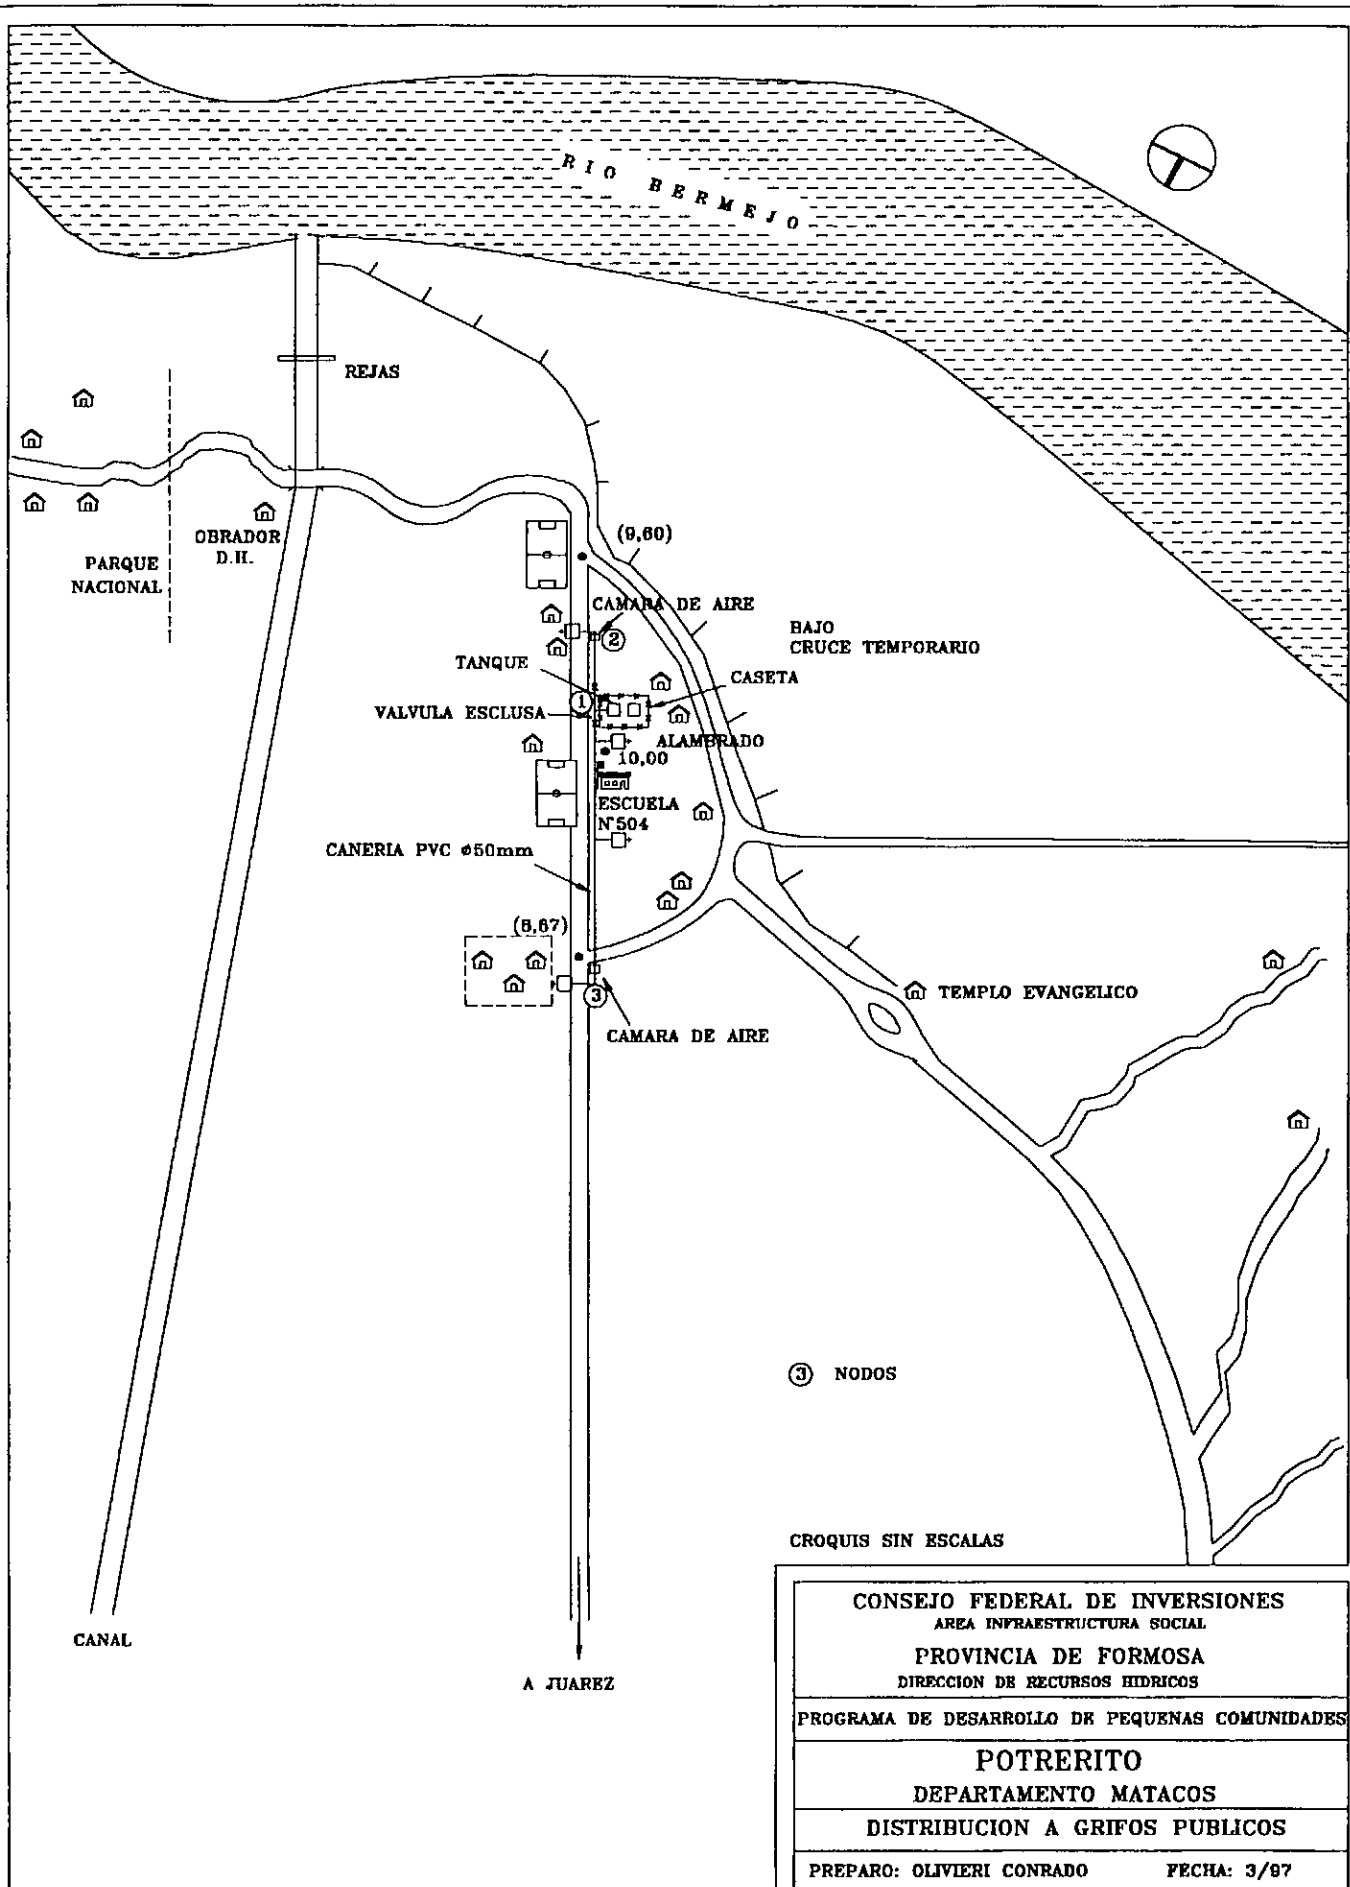 RIO BERMEJO
REJAS
OBRADOR
D.H.
PARQUE
NACIONAL
(9,60)
CAMARA DE AIRE
2
BAJO
CRUCE TEMPORARIO
TANQUE
CASETA
1
VALVULA ESCLUSA
ALAMBRADO
10,00
ESCUELA
N°504
CANERIA PVC ø50mm
(8,67)
3
TEMPLO EVANGELICO
CAMARA DE AIRE
3 NODOS
CROQUIS SIN ESCALAS
CANAL
A JUAREZ
CONSEJO FEDERAL DE INVERSIONES
AREA INFRAESTRUCTURA SOCIAL
PROVINCIA DE FORMOSA
DIRECCION DE RECURSOS HIDRICOS
PROGRAMA DE DESARROLLO DE PEQUENAS COMUNIDADES
POTRERITO
DEPARTAMENTO MATACOS
DISTRIBUCION A GRIFOS PUBLICOS
PREPARO: OLIVIERI CONRADO FECHA: 3/97